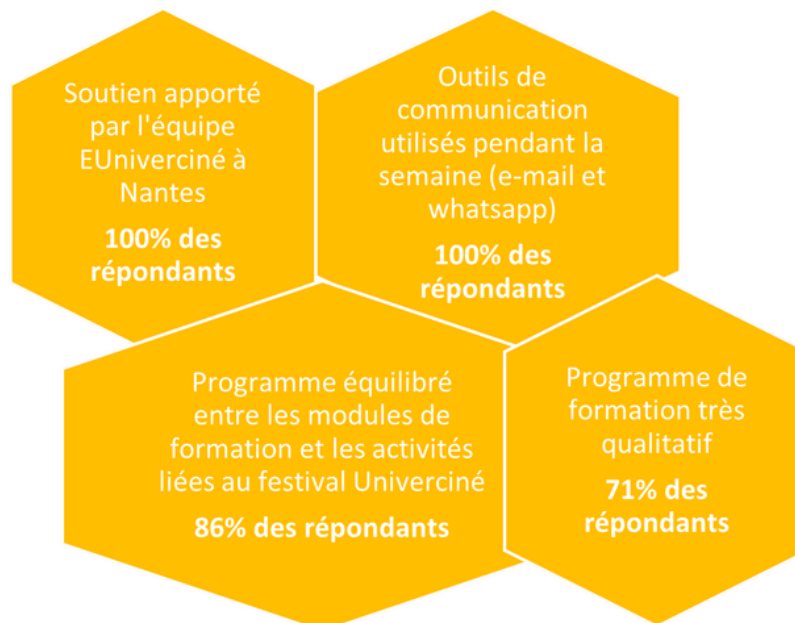 Soutien apporté
par l'équipe
EUniverciné à
Nantes
100% des
répondants
Outils de
communication
utilisés pendant la
semaine (e-mail et
whatsapp)
100% des
répondants
Programme équilibré
entre les modules de
formation et les activités
liées au festival Univerciné
86% des répondants
Programme de
formation très
qualitatif
71% des
répondants